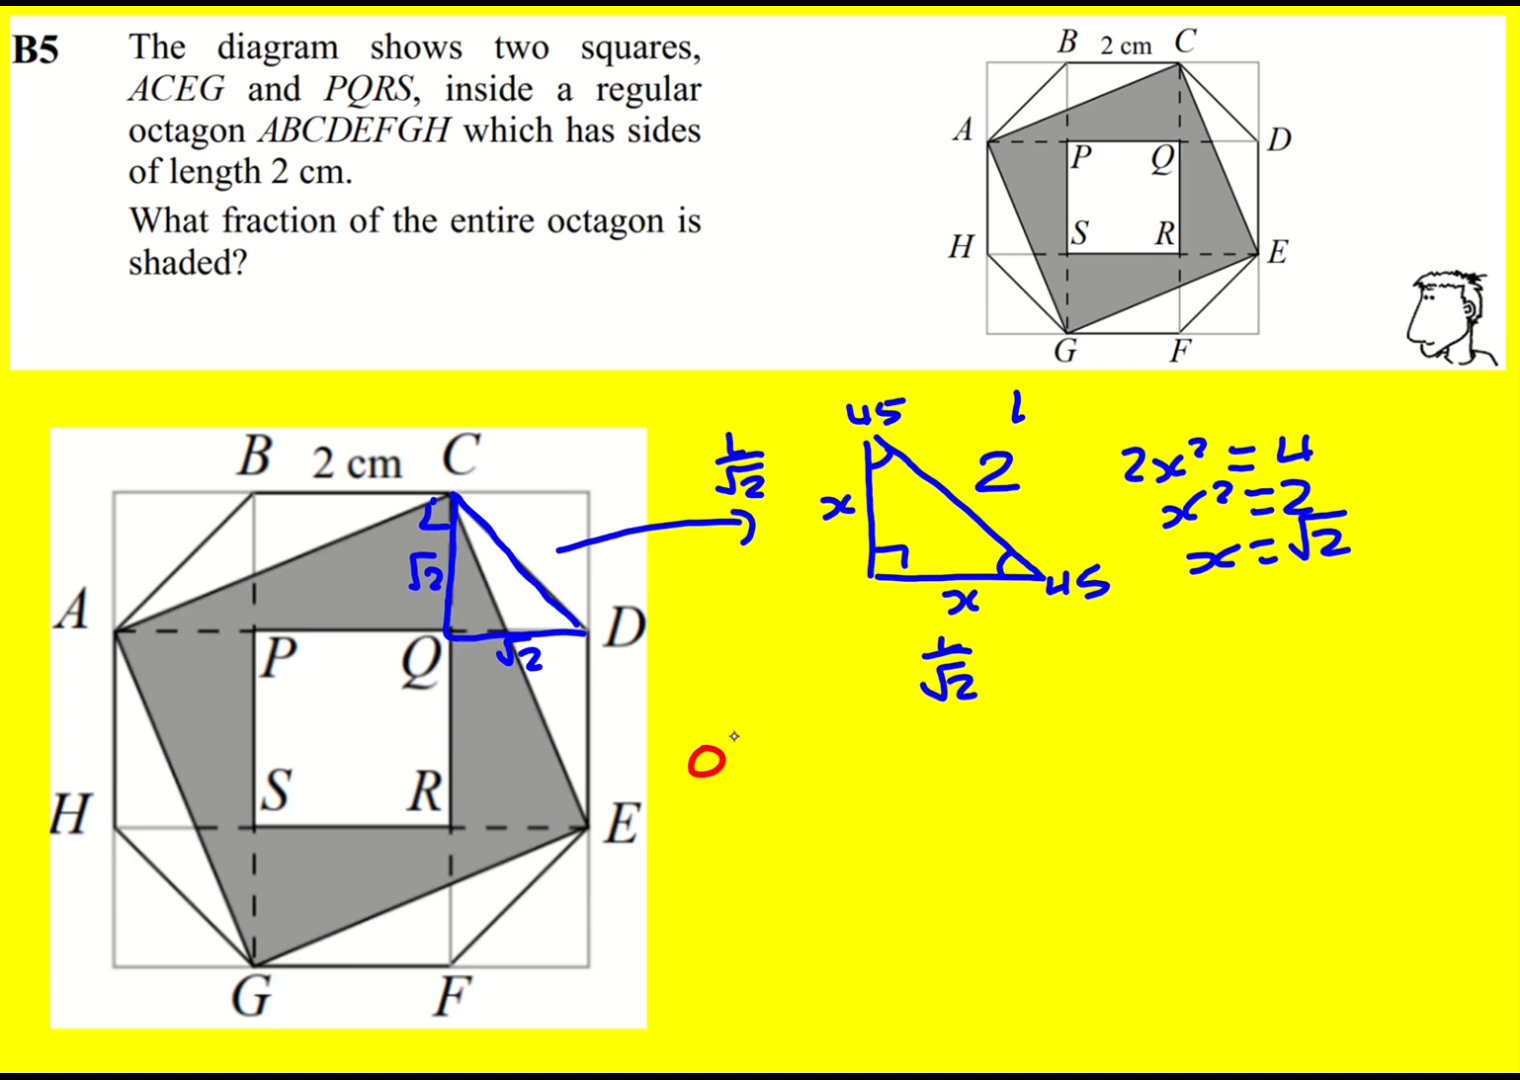 B5 The diagram shows two squares,
ACEG and PQRS, inside a regular
octagon ABCDEFGH which has sides
of length 2 cm.
What fraction of the entire octagon is
shaded?
B 2 cm C
A D
P Q
S R
H E
G F
B 2 cm C
√2
A D
P Q √2
S R
H E
G F
45 1
1/√2 2
x
x 45
1/√2
2x² = 4
x² = 2
x = √2
O